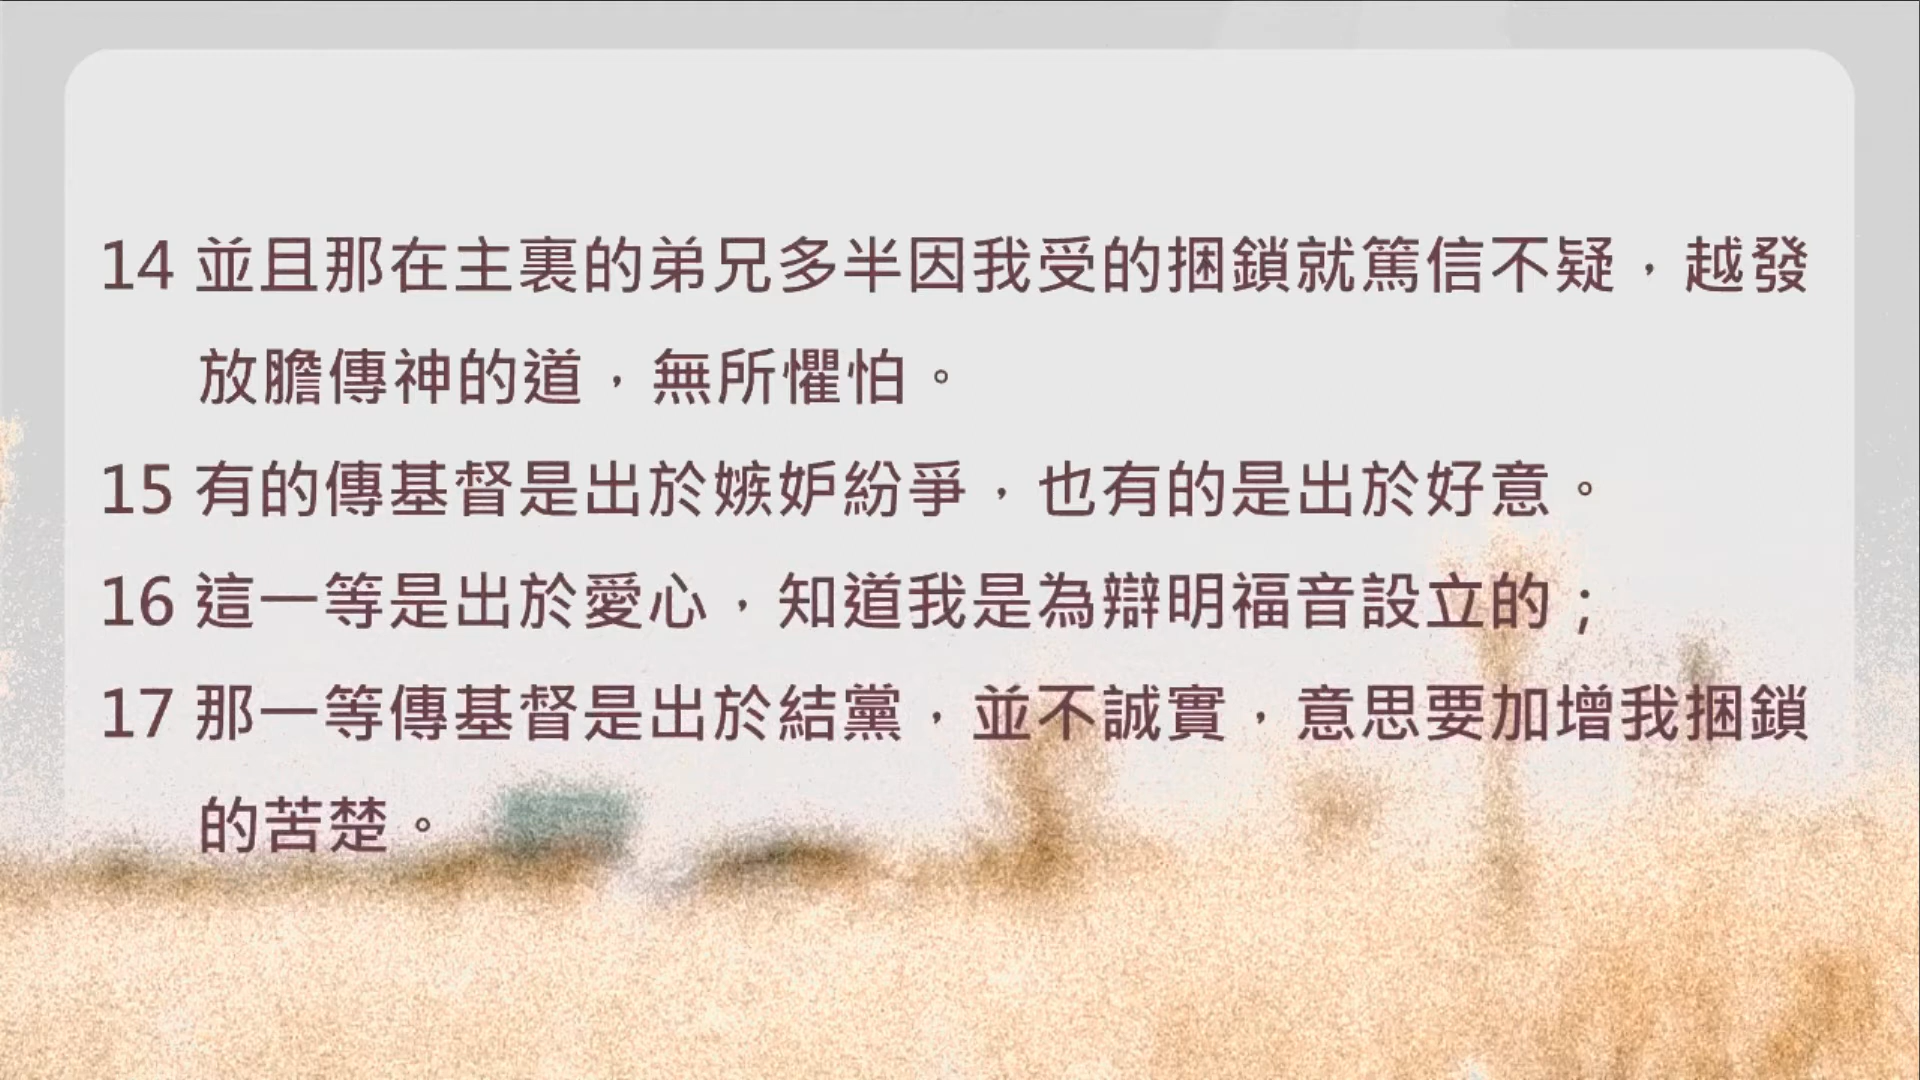 14 並且那在主裏的弟兄多半因我受的捆鎖就篤信不疑，越發
放膽傳神的道，無所懼怕。
15 有的傳基督是出於嫉妒紛爭，也有的是出於好意。
16 這一等是出於愛心，知道我是為辯明福音設立的；
17 那一等傳基督是出於結黨，並不誠實，意思要加增我捆鎖
的苦楚。